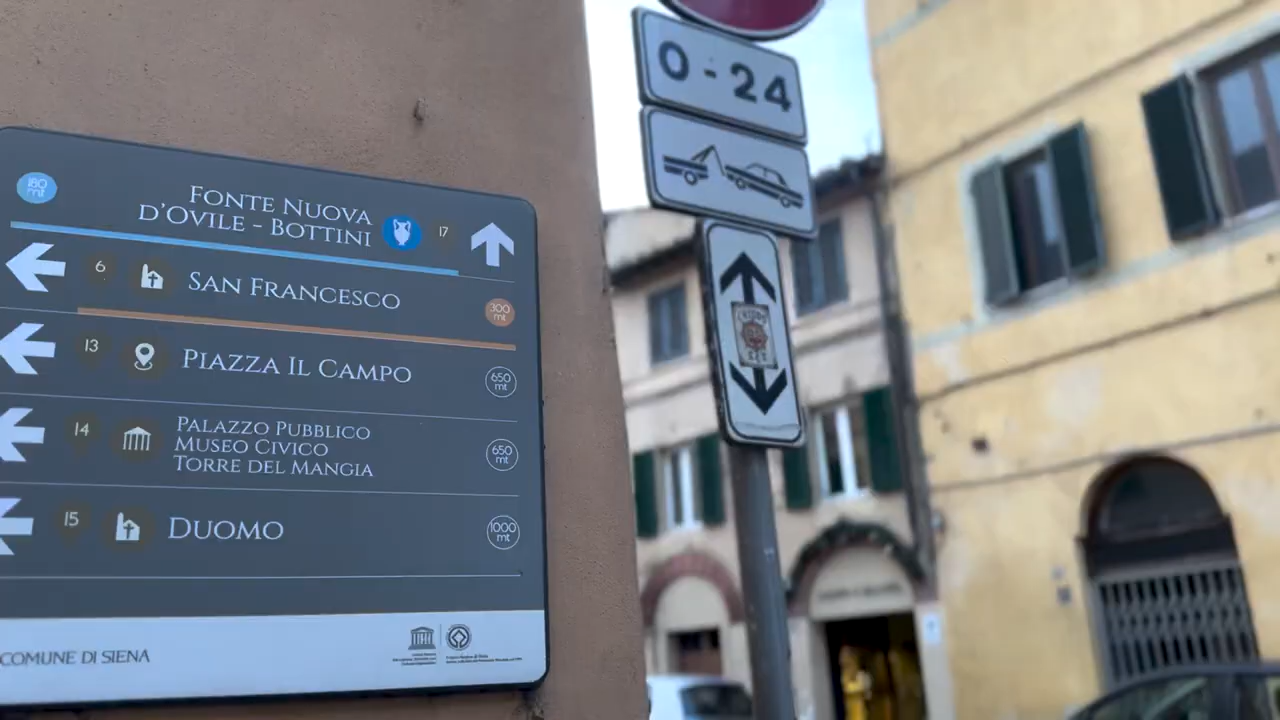 180 mt
FONTE NUOVA
D'OVILE - BOTTINI
17
6
SAN FRANCESCO
300 mt
13
PIAZZA IL CAMPO
650 mt
14
PALAZZO PUBBLICO
MUSEO CIVICO
TORRE DEL MANGIA
650 mt
15
DUOMO
1000 mt
COMUNE DI SIENA
0-24